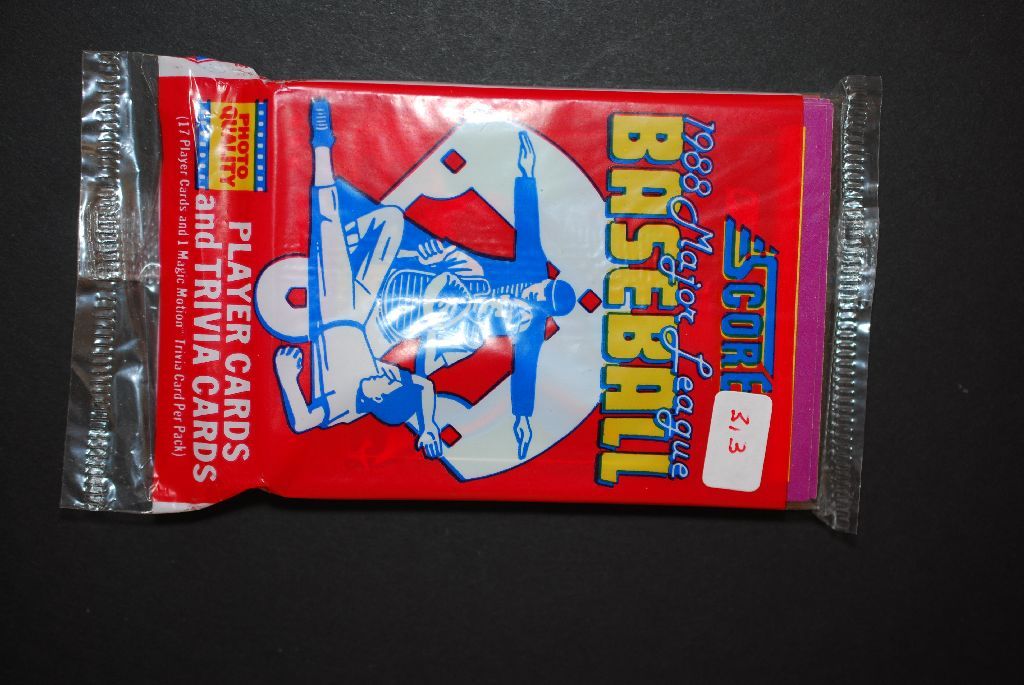 SCORE
1988 Major League
BASEBALL
PHOTO
QUALITY
PLAYER CARDS
and TRIVIA CARDS
(17 Player Cards and 1 Magic Motion™ Trivia Card Per Pack)
3,3